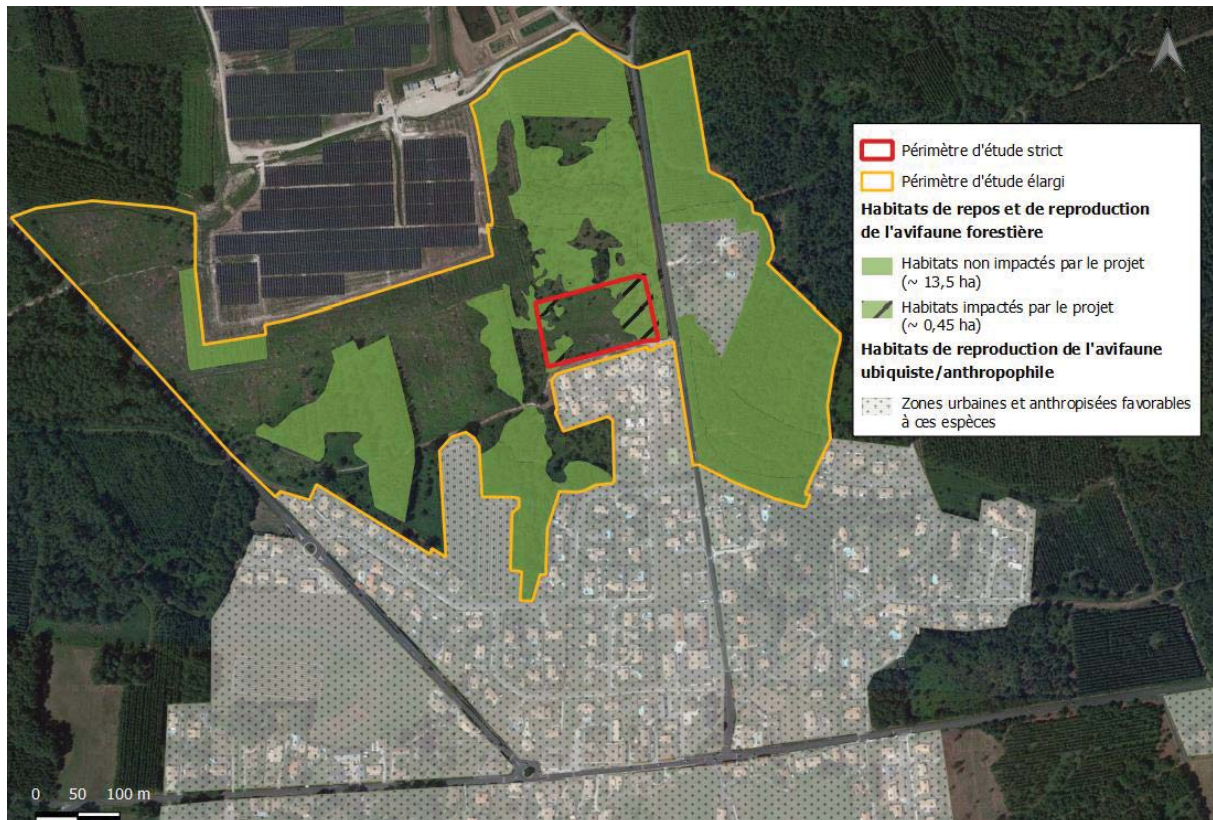 N
Périmètre d'étude strict
Périmètre d'étude élargi
Habitats de repos et de reproduction
de l'avifaune forestière
Habitats non impactés par le projet
(~ 13,5 ha)
Habitats impactés par le projet
(~ 0,45 ha)
Habitats de reproduction de l'avifaune
ubiquiste/anthropophile
Zones urbaines et anthropisées favorables
à ces espèces
0 50 100 m